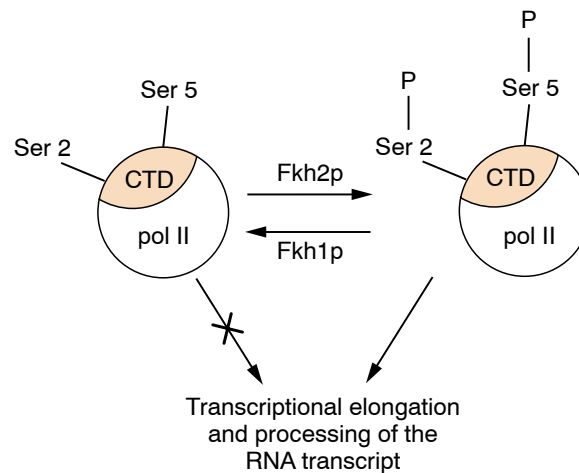 P
P
Ser 5
Ser 5
Ser 2
Ser 2
CTD
Fkh2p
CTD
pol II
Fkh1p
pol II
Transcriptional elongation
and processing of the
RNA transcript